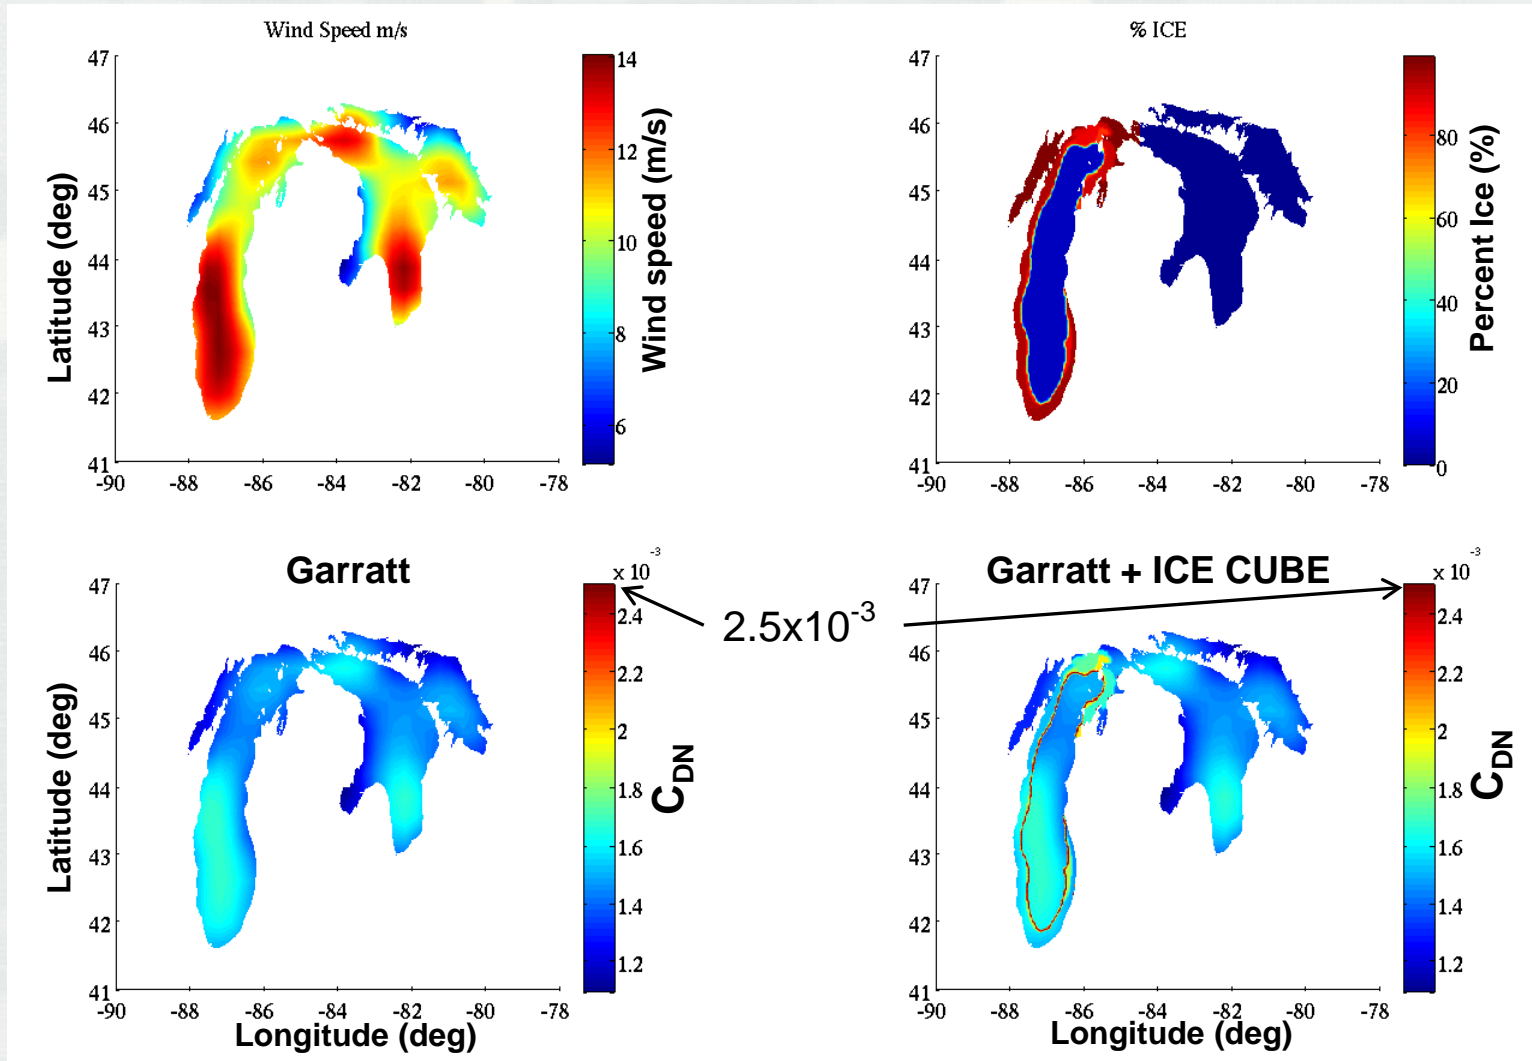 Wind Speed m/s
47
46
45
44
43
42
41
-90 -88 -86 -84 -82 -80 -78
Latitude (deg)
14
12
10
8
6
Wind speed (m/s)
% ICE
47
46
45
44
43
42
41
-90 -88 -86 -84 -82 -80 -78
80
60
40
20
0
Percent Ice (%)
Garratt
47
46
45
44
43
42
41
-90 -88 -86 -84 -82 -80 -78
Latitude (deg)
Longitude (deg)
x 10⁻³
2.4
2.2
2
1.8
1.6
1.4
1.2
C_DN
2.5x10⁻³
Garratt + ICE CUBE
47
46
45
44
43
42
41
-90 -88 -86 -84 -82 -80 -78
Longitude (deg)
x 10⁻³
2.4
2.2
2
1.8
1.6
1.4
1.2
C_DN